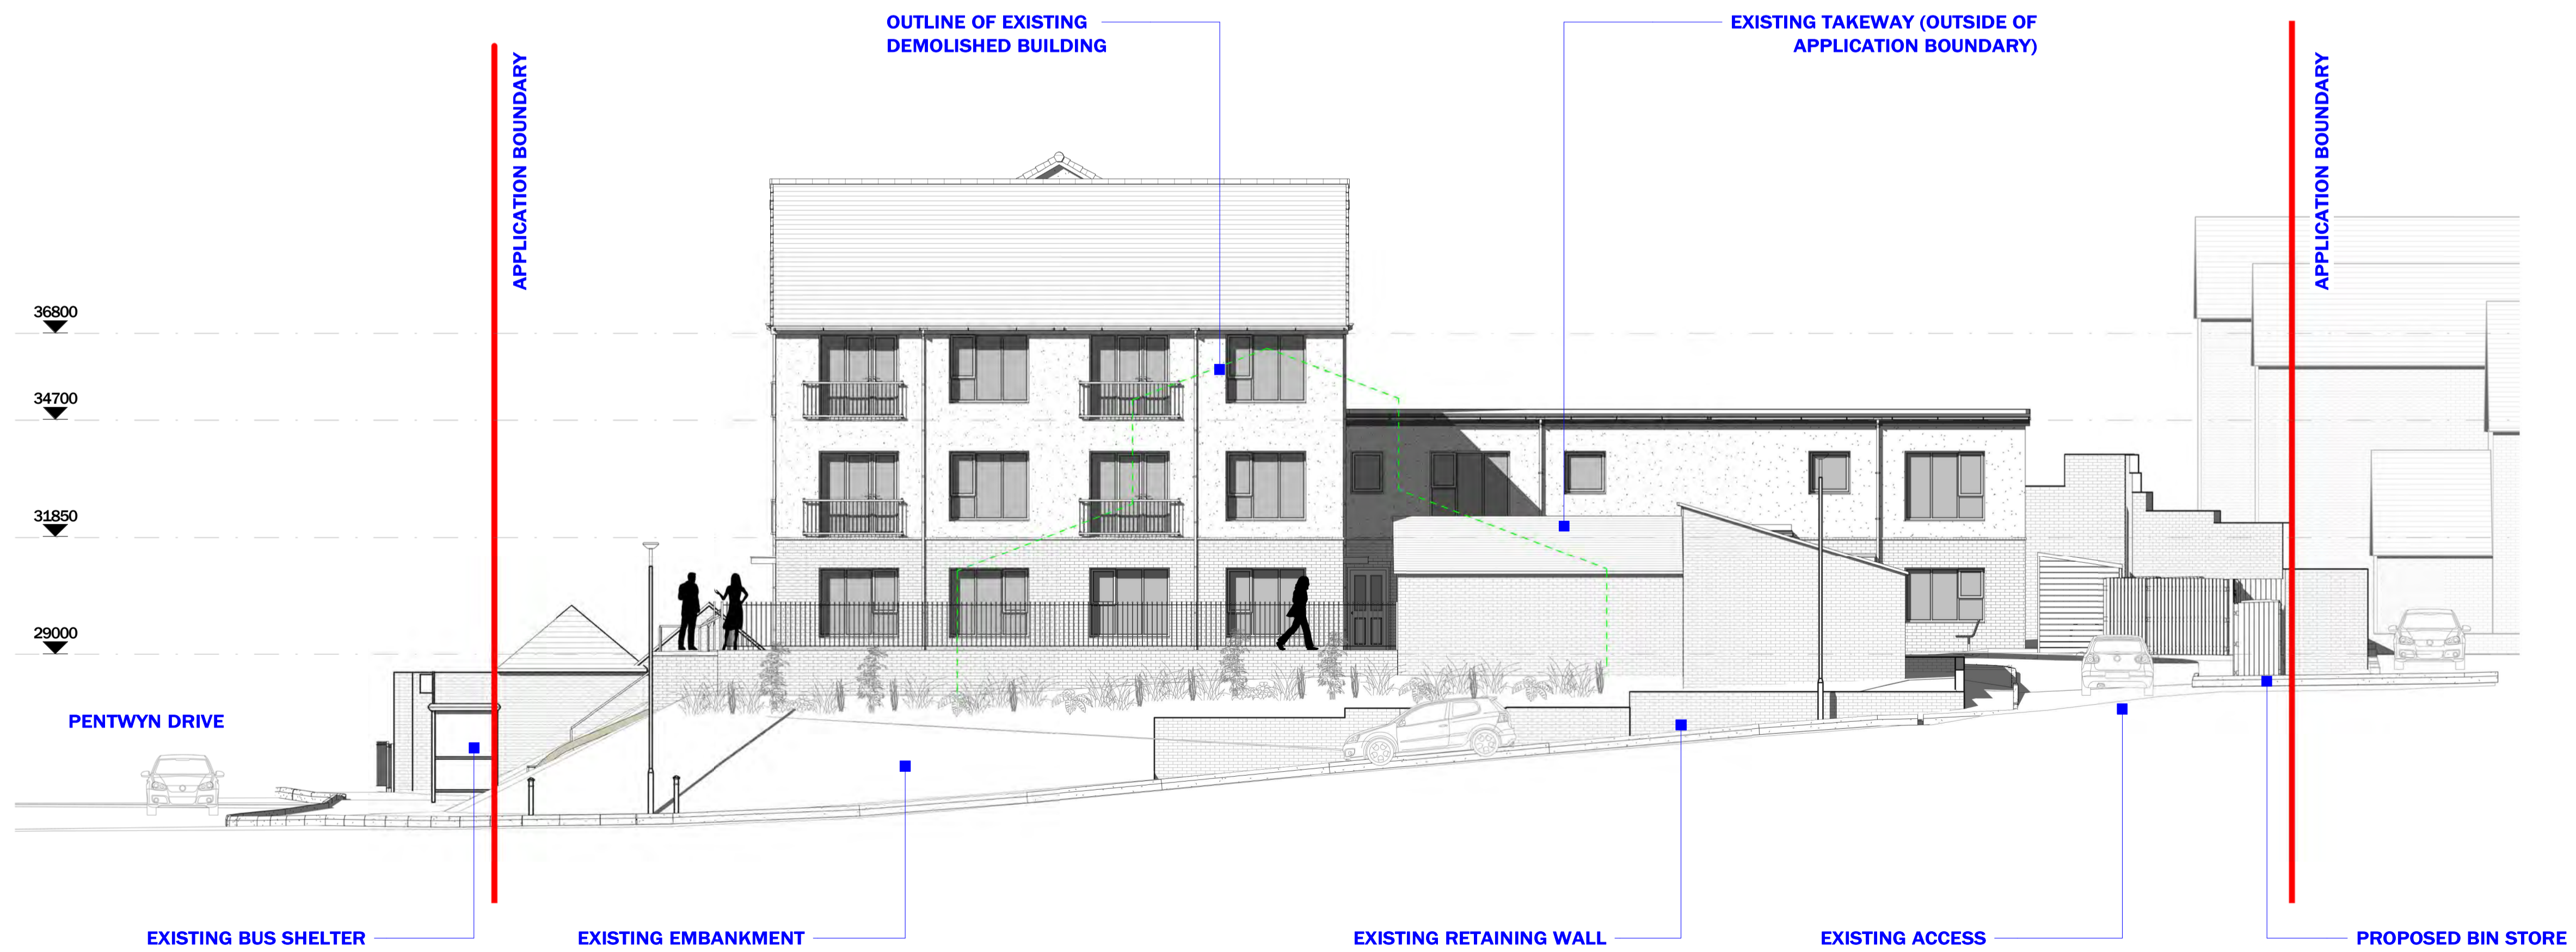 OUTLINE OF EXISTING
DEMOLISHED BUILDING
EXISTING TAKEWAY (OUTSIDE OF
APPLICATION BOUNDARY)
APPLICATION BOUNDARY
APPLICATION BOUNDARY
36800
34700
31850
29000
PENTWYN DRIVE
EXISTING BUS SHELTER
EXISTING EMBANKMENT
EXISTING RETAINING WALL
EXISTING ACCESS
PROPOSED BIN STORE